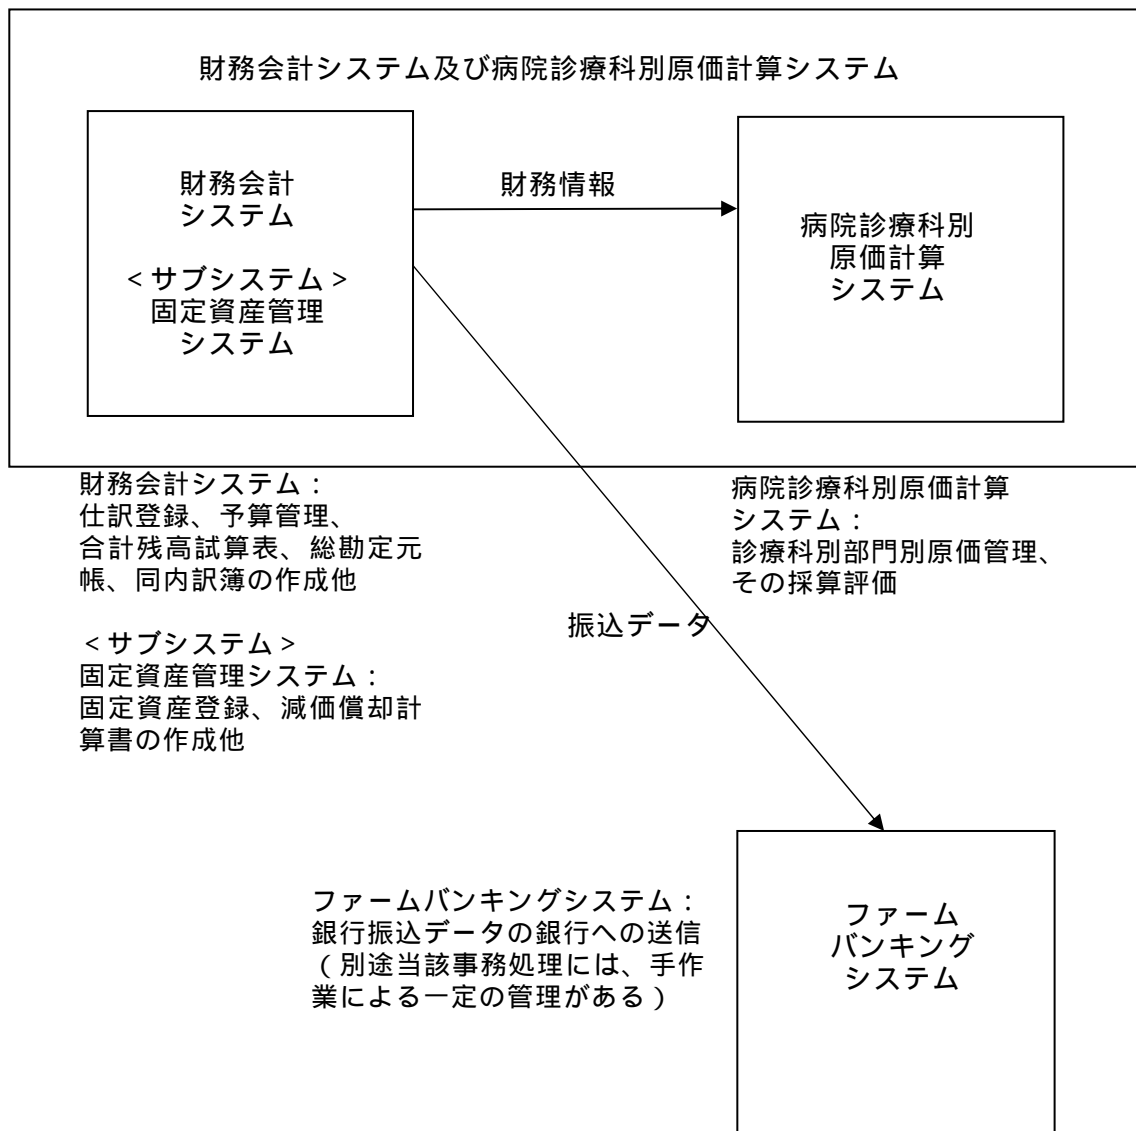 財務会計システム及び病院診療科別原価計算システム
財務会計
システム
＜サブシステム＞
固定資産管理
システム
財務情報
病院診療科別
原価計算
システム
財務会計システム：
仕訳登録、予算管理、
合計残高試算表、総勘定元
帳、同内訳簿の作成他
＜サブシステム＞
固定資産管理システム：
固定資産登録、減価償却計
算書の作成他
病院診療科別原価計算
システム：
診療科別部門別原価管理、
その採算評価
振込データ
ファームバンキングシステム：
銀行振込データの銀行への送信
（別途当該事務処理には、手作
業による一定の管理がある）
ファーム
バンキング
システム